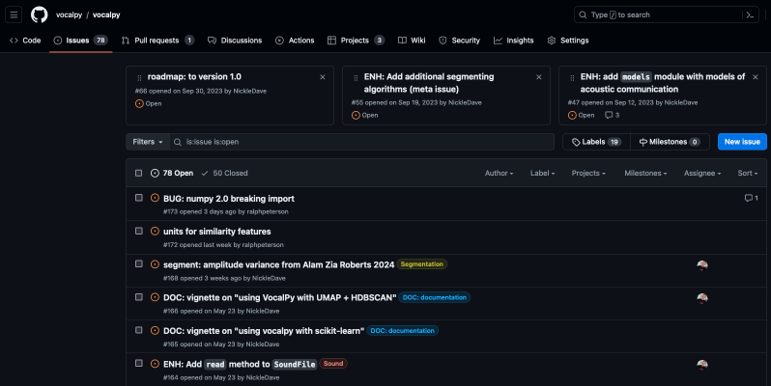 vocalpy / vocalpy
Type / to search
Code Issues 78 Pull requests 1 Discussions Actions Projects 3 Wiki Security Insights Settings
roadmap: to version 1.0
#66 opened on Sep 30, 2023 by NickleDave
Open
ENH: Add additional segmenting
algorithms (meta issue)
#55 opened on Sep 19, 2023 by NickleDave
Open
ENH: add models module with models of
acoustic communication
#47 opened on Sep 12, 2023 by NickleDave
Open 3
Filters is:issue is:open Labels 19 Milestones 0 New issue
78 Open 50 Closed Author Label Projects Milestones Assignee Sort
BUG: numpy 2.0 breaking import 1
#173 opened 3 days ago by ralphpeterson
units for similarity features
#172 opened last week by ralphpeterson
segment: amplitude variance from Alam Zia Roberts 2024 Segmentation
#168 opened 3 weeks ago by NickleDave
DOC: vignette on "using VocalPy with UMAP + HDBSCAN" DOC: documentation
#166 opened on May 23 by NickleDave
DOC: vignette on "using vocalpy with scikit-learn" DOC: documentation
#165 opened on May 23 by NickleDave
ENH: Add read method to SoundFile Sound
#164 opened on May 23 by NickleDave